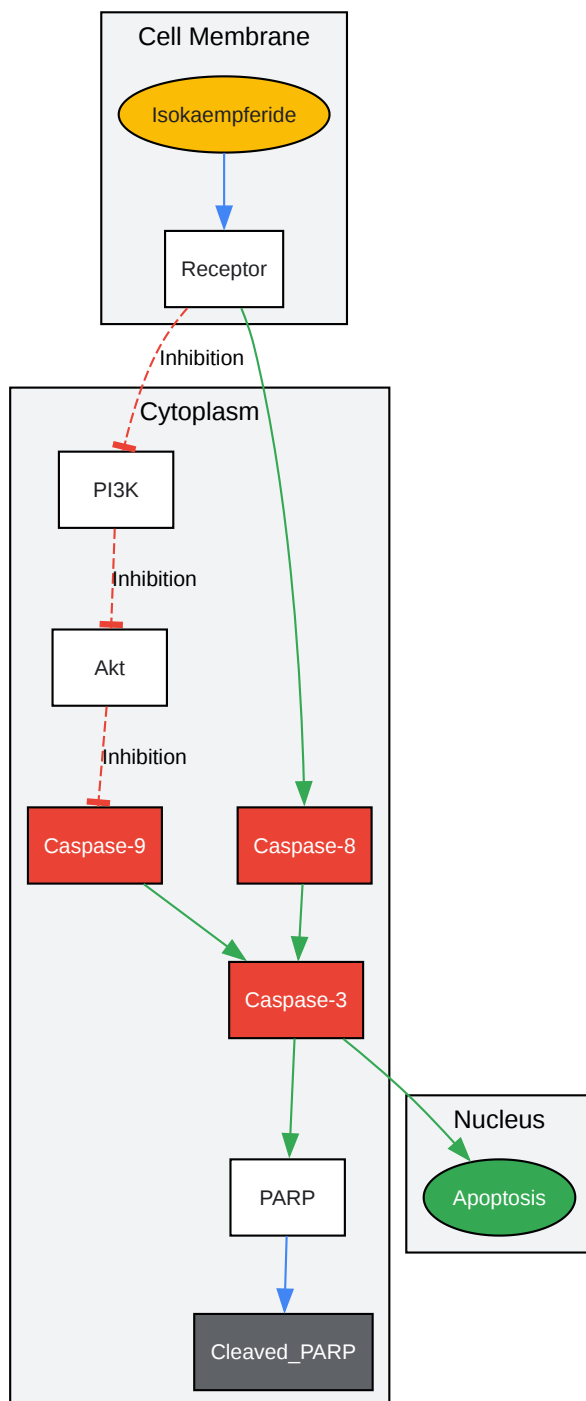 Cell Membrane
Isokaempferide
Receptor
Inhibition
Cytoplasm
PI3K
Inhibition
Akt
Inhibition
Caspase-9
Caspase-8
Caspase-3
Nucleus
PARP
Apoptosis
Cleaved_PARP